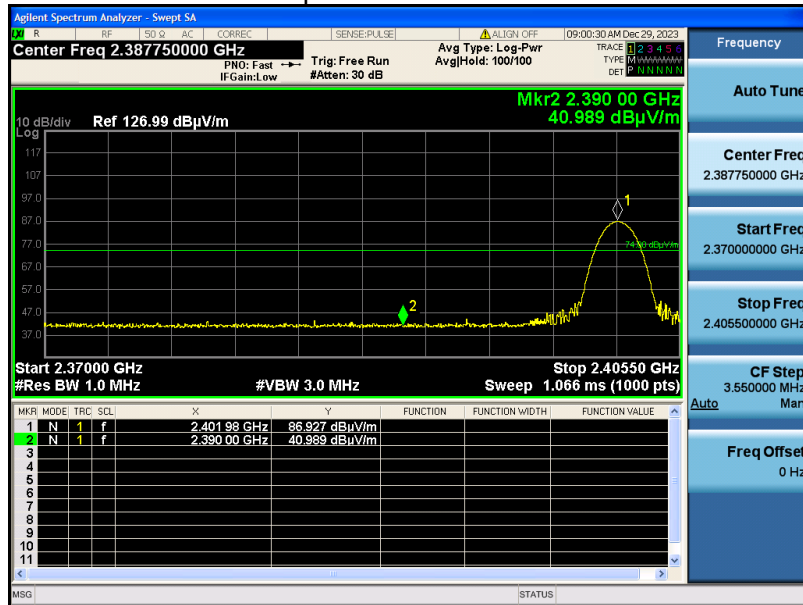 Agilent Spectrum Analyzer - Swept SA
LXI R RF 50 Ω AC CORREC SENSE:PULSE ALIGN OFF 09:00:30 AM Dec 29, 2023
Center Freq 2.387750000 GHz
PNO: Fast
IFGain:Low
Trig: Free Run
#Atten: 30 dB
Avg Type: Log-Pwr
Avg|Hold: 100/100
TRACE 1 2 3 4 5 6
TYPE M
DET P N N N N N
Mkr2 2.390 00 GHz
40.989 dBµV/m
10 dB/div
Log
Ref 126.99 dBµV/m
117
107
97.0
87.0
77.0
67.0
57.0
47.0
37.0
1
74.00 dBµV/m
2
Start 2.37000 GHz
Stop 2.40550 GHz
#Res BW 1.0 MHz
#VBW 3.0 MHz
Sweep 1.066 ms (1000 pts)
MKR MODE TRC SCL X Y FUNCTION FUNCTION WIDTH FUNCTION VALUE
1 N 1 f 2.401 98 GHz 86.927 dBµV/m
2 N 1 f 2.390 00 GHz 40.989 dBµV/m
3
4
5
6
7
8
9
10
11
MSG
STATUS
Frequency
Auto Tune
Center Freq
2.387750000 GHz
Start Freq
2.370000000 GHz
Stop Freq
2.405500000 GHz
CF Step
3.550000 MHz
Auto Man
Freq Offset
0 Hz